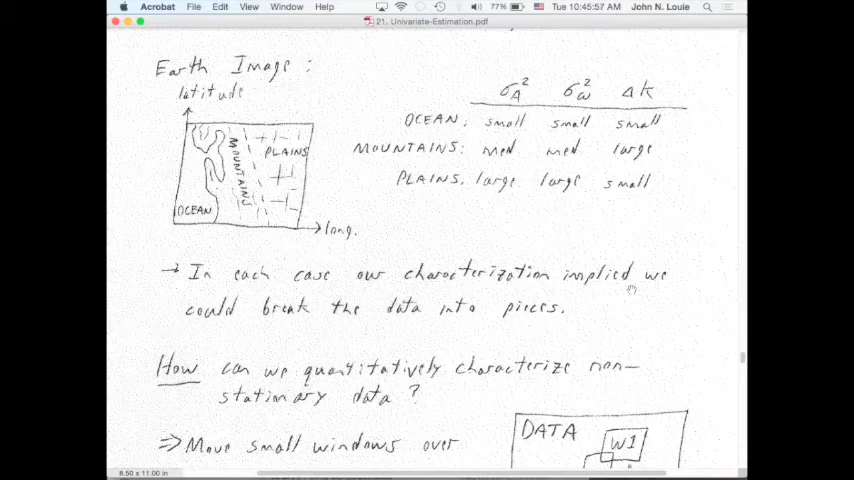 Acrobat File Edit View Window Help 77% Tue 10:45:57 AM John N. Louie
21. Univariate-Estimation.pdf
Earth Image :
latitude
OCEAN
MOUNTAINS
PLAINS
long.
σA² σω² Δk
OCEAN: small small small
MOUNTAINS: med med large
PLAINS. large large small
→ In each case our characterization implied we
could break the data into pieces.
How can we quantitatively characterize non-
stationary data ?
⇒ Move small windows over
DATA
W1
8.50 x 11.00 in